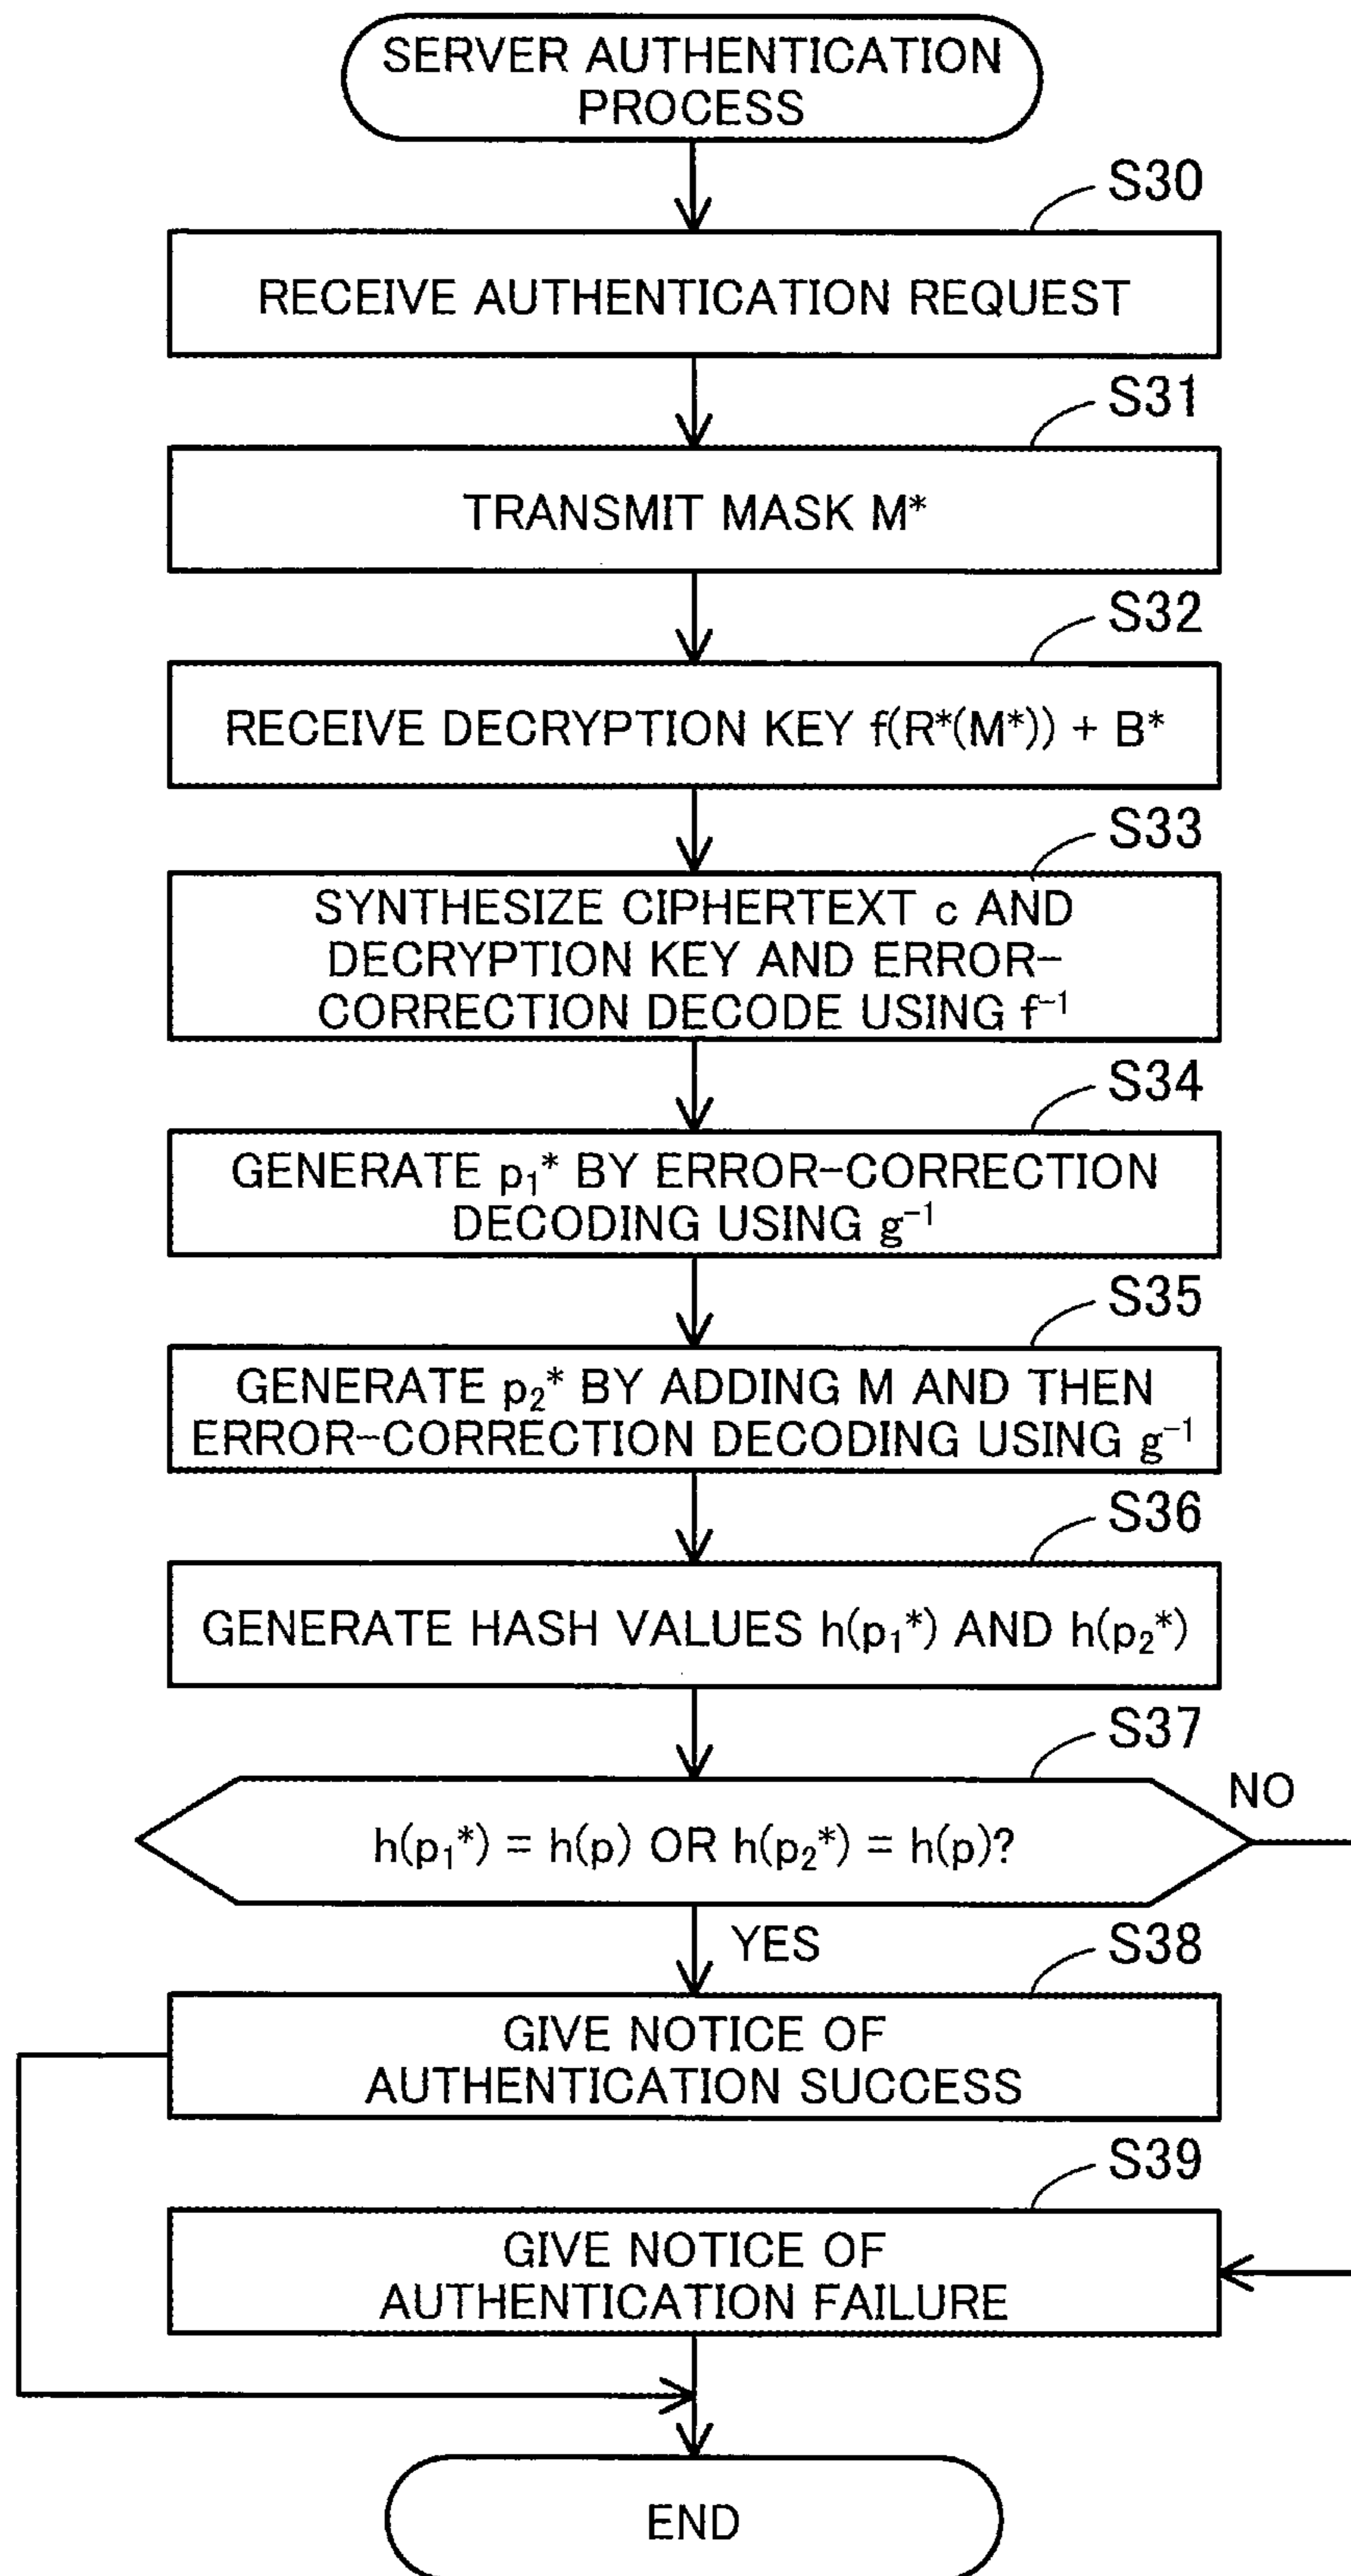 SERVER AUTHENTICATION
PROCESS
S30
RECEIVE AUTHENTICATION REQUEST
S31
TRANSMIT MASK M*
S32
RECEIVE DECRYPTION KEY f(R*(M*)) + B*
S33
SYNTHESIZE CIPHERTEXT c AND
DECRYPTION KEY AND ERROR-
CORRECTION DECODE USING f⁻¹
S34
GENERATE p₁* BY ERROR-CORRECTION
DECODING USING g⁻¹
S35
GENERATE p₂* BY ADDING M AND THEN
ERROR-CORRECTION DECODING USING g⁻¹
S36
GENERATE HASH VALUES h(p₁*) AND h(p₂*)
S37
NO
h(p₁*) = h(p) OR h(p₂*) = h(p)?
YES
S38
GIVE NOTICE OF
AUTHENTICATION SUCCESS
S39
GIVE NOTICE OF
AUTHENTICATION FAILURE
END